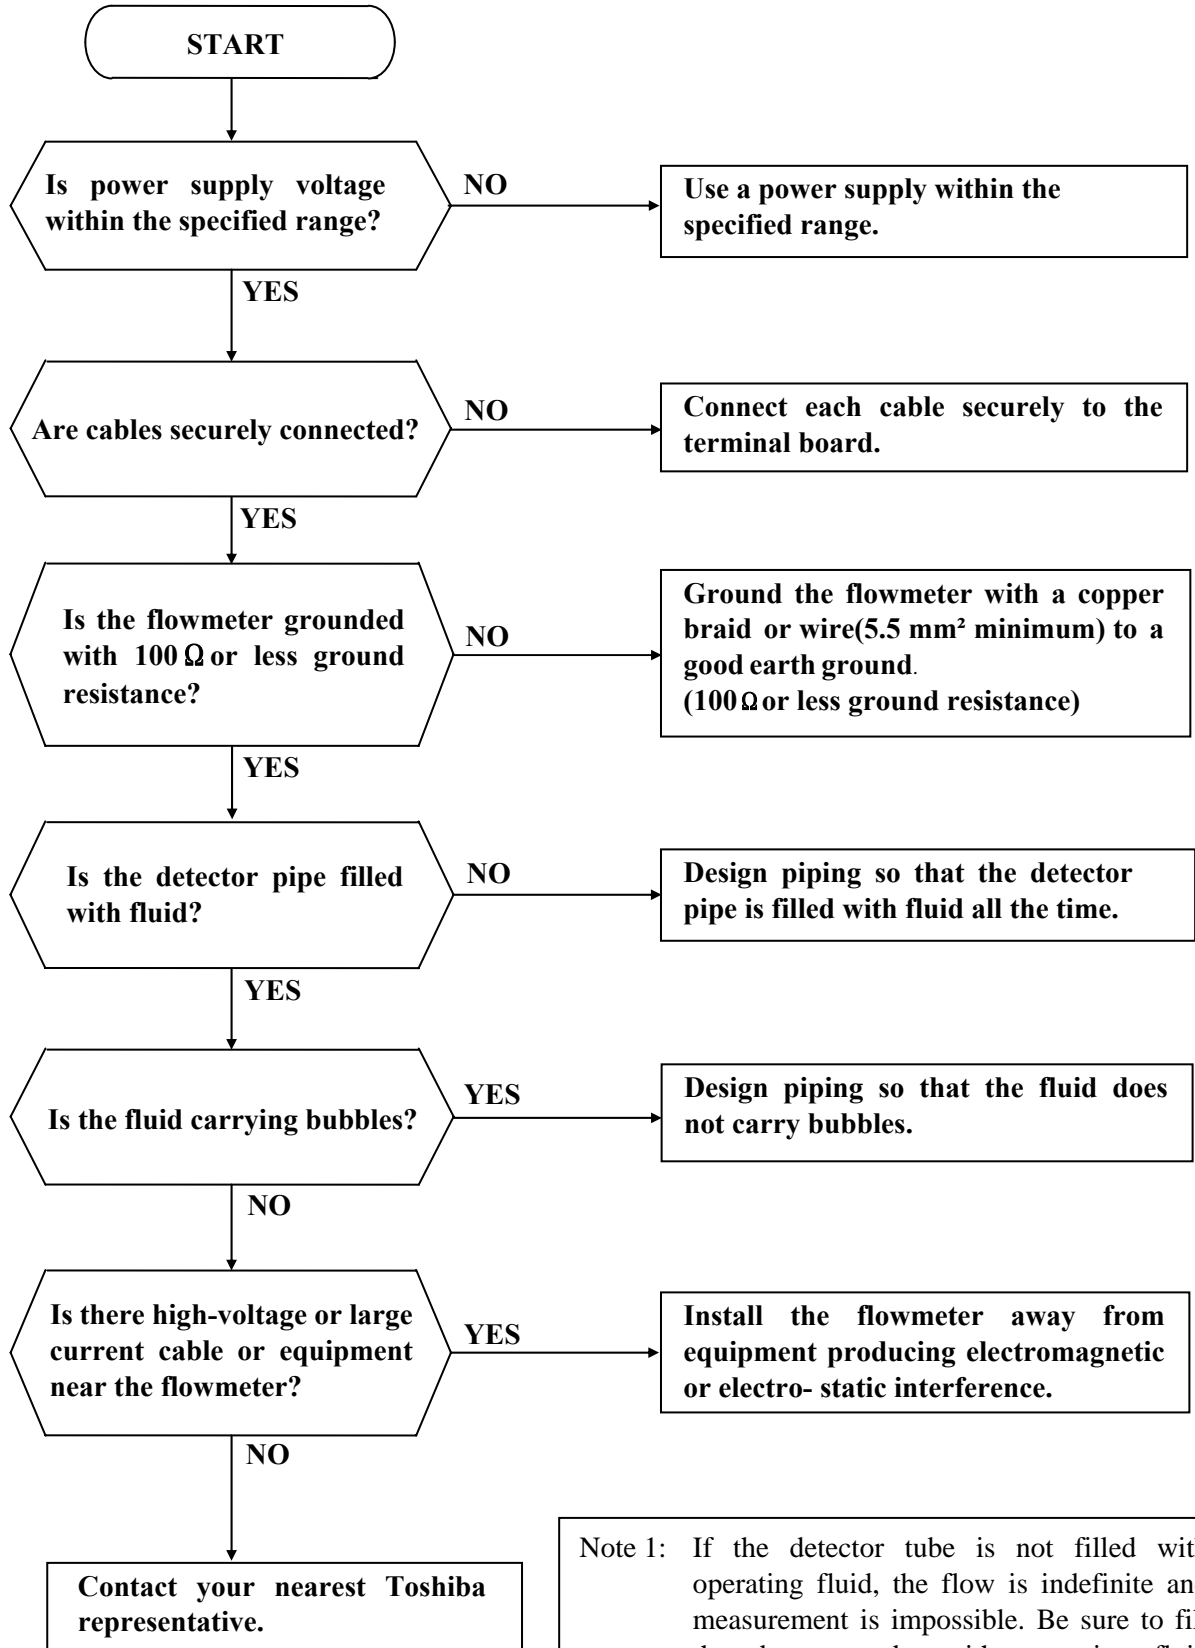 START
Is power supply voltage
within the specified range?
NO
Use a power supply within the
specified range.
YES
Are cables securely connected?
NO
Connect each cable securely to the
terminal board.
YES
Is the flowmeter grounded
with 100 Ω or less ground
resistance?
NO
Ground the flowmeter with a copper
braid or wire(5.5 mm² minimum) to a
good earth ground.
(100 Ω or less ground resistance)
YES
Is the detector pipe filled
with fluid?
NO
Design piping so that the detector
pipe is filled with fluid all the time.
YES
Is the fluid carrying bubbles?
YES
Design piping so that the fluid does
not carry bubbles.
NO
Is there high-voltage or large
current cable or equipment
near the flowmeter?
YES
Install the flowmeter away from
equipment producing electromagnetic
or electro- static interference.
NO
Contact your nearest Toshiba
representative.
Note 1: If the detector tube is not filled wit
operating fluid, the flow is indefinite an
measurement is impossible. Be sure to fil